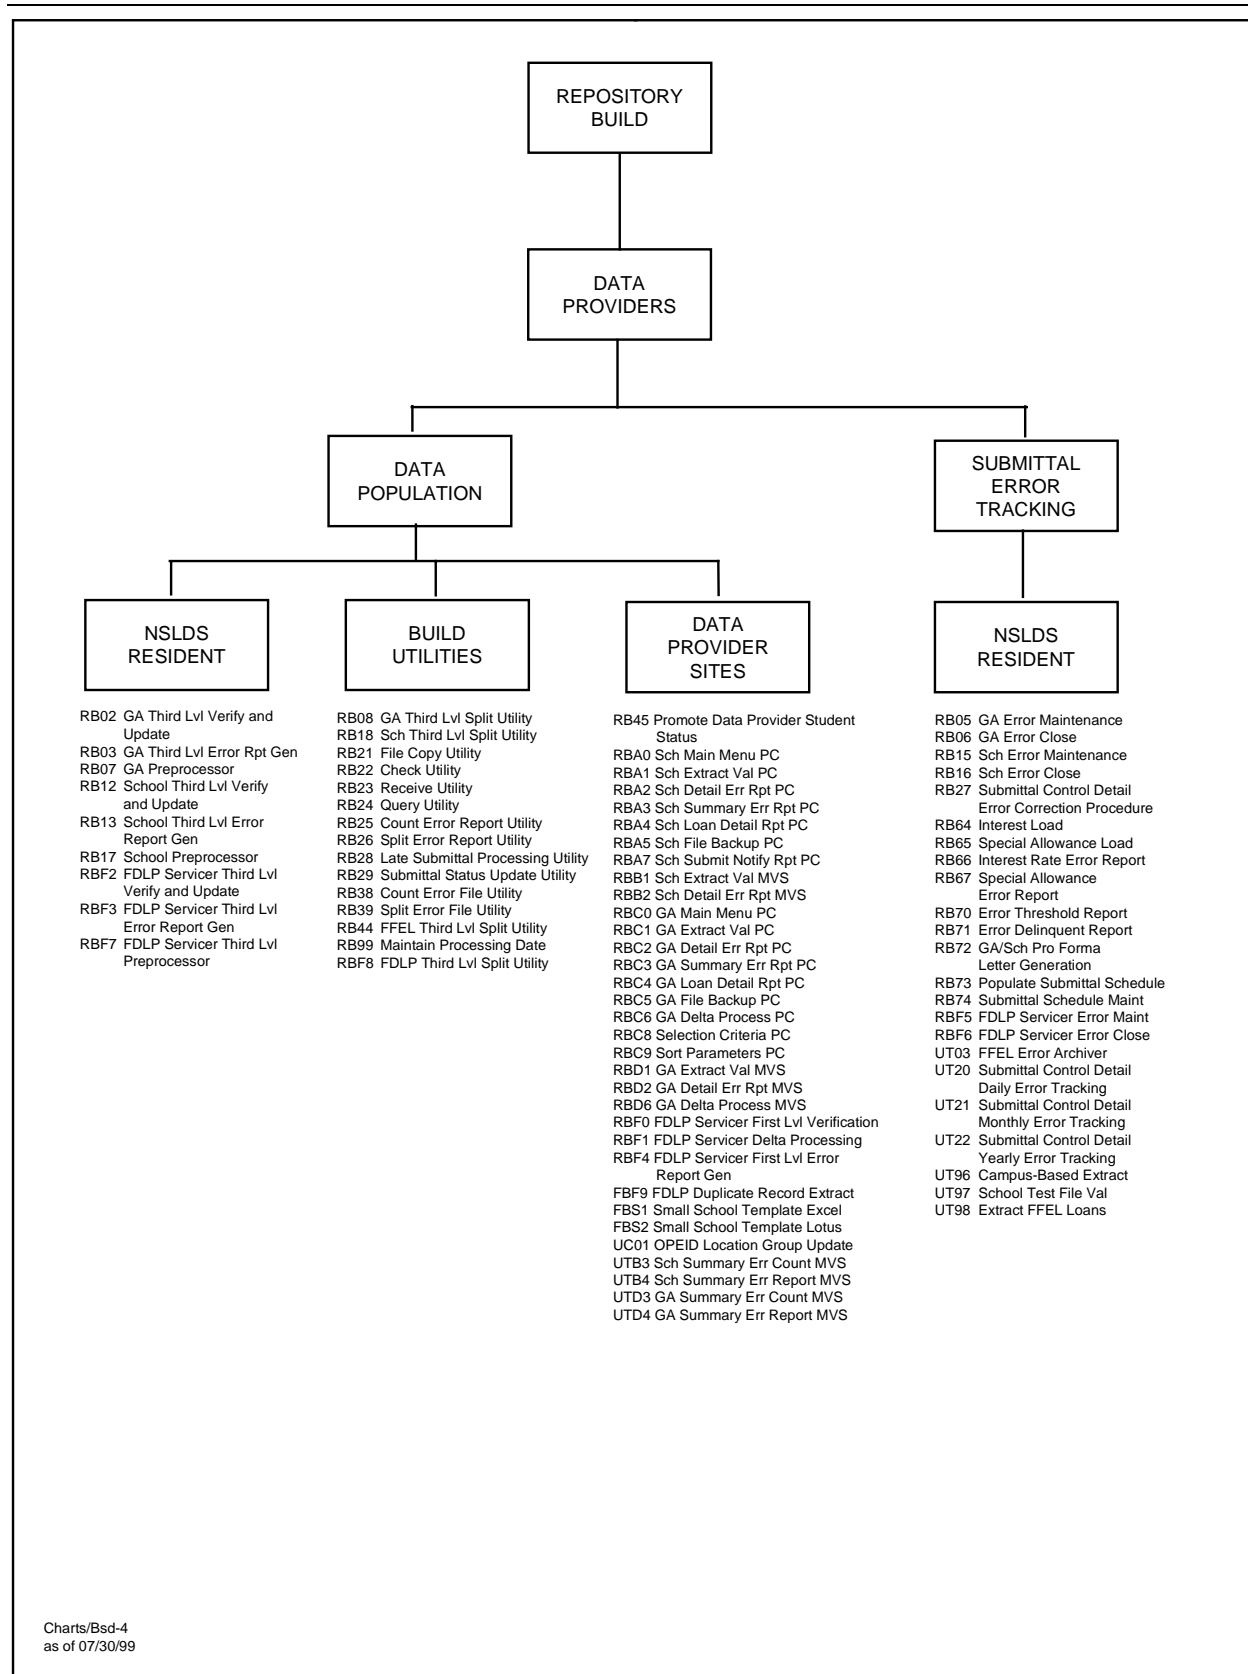 REPOSITORY
BUILD
DATA
PROVIDERS
DATA
POPULATION
SUBMITTAL
ERROR
TRACKING
NSLDS
RESIDENT
BUILD
UTILITIES
DATA
PROVIDER
SITES
NSLDS
RESIDENT
RB02 GA Third Lvl Verify and
Update
RB03 GA Third Lvl Error Rpt Gen
RB07 GA Preprocessor
RB12 School Third Lvl Verify
and Update
RB13 School Third Lvl Error
Report Gen
RB17 School Preprocessor
RBF2 FDLP Servicer Third Lvl
Verify and Update
RBF3 FDLP Servicer Third Lvl
Error Report Gen
RBF7 FDLP Servicer Third Lvl
Preprocessor
RB08 GA Third Lvl Split Utility
RB18 Sch Third Lvl Split Utility
RB21 File Copy Utility
RB22 Check Utility
RB23 Receive Utility
RB24 Query Utility
RB25 Count Error Report Utility
RB26 Split Error Report Utility
RB28 Late Submittal Processing Utility
RB29 Submittal Status Update Utility
RB38 Count Error File Utility
RB39 Split Error File Utility
RB44 FFEL Third Lvl Split Utility
RB99 Maintain Processing Date
RBF8 FDLP Third Lvl Split Utility
RB45 Promote Data Provider Student
Status
RBA0 Sch Main Menu PC
RBA1 Sch Extract Val PC
RBA2 Sch Detail Err Rpt PC
RBA3 Sch Summary Err Rpt PC
RBA4 Sch Loan Detail Rpt PC
RBA5 Sch File Backup PC
RBA7 Sch Submit Notify Rpt PC
RBB1 Sch Extract Val MVS
RBB2 Sch Detail Err Rpt MVS
RBC0 GA Main Menu PC
RBC1 GA Extract Val PC
RBC2 GA Detail Err Rpt PC
RBC3 GA Summary Err Rpt PC
RBC4 GA Loan Detail Rpt PC
RBC5 GA File Backup PC
RBC6 GA Delta Process PC
RBC8 Selection Criteria PC
RBC9 Sort Parameters PC
RBD1 GA Extract Val MVS
RBD2 GA Detail Err Rpt MVS
RBD6 GA Delta Process MVS
RBF0 FDLP Servicer First Lvl Verification
RBF1 FDLP Servicer Delta Processing
RBF4 FDLP Servicer First Lvl Error
Report Gen
FBF9 FDLP Duplicate Record Extract
FBS1 Small School Template Excel
FBS2 Small School Template Lotus
UC01 OPEID Location Group Update
UTB3 Sch Summary Err Count MVS
UTB4 Sch Summary Err Report MVS
UTD3 GA Summary Err Count MVS
UTD4 GA Summary Err Report MVS
RB05 GA Error Maintenance
RB06 GA Error Close
RB15 Sch Error Maintenance
RB16 Sch Error Close
RB27 Submittal Control Detail
Error Correction Procedure
RB64 Interest Load
RB65 Special Allowance Load
RB66 Interest Rate Error Report
RB67 Special Allowance
Error Report
RB70 Error Threshold Report
RB71 Error Delinquent Report
RB72 GA/Sch Pro Forma
Letter Generation
RB73 Populate Submittal Schedule
RB74 Submittal Schedule Maint
RBF5 FDLP Servicer Error Maint
RBF6 FDLP Servicer Error Close
UT03 FFEL Error Archiver
UT20 Submittal Control Detail
Daily Error Tracking
UT21 Submittal Control Detail
Monthly Error Tracking
UT22 Submittal Control Detail
Yearly Error Tracking
UT96 Campus-Based Extract
UT97 School Test File Val
UT98 Extract FFEL Loans
Charts/Bsd-4
as of 07/30/99